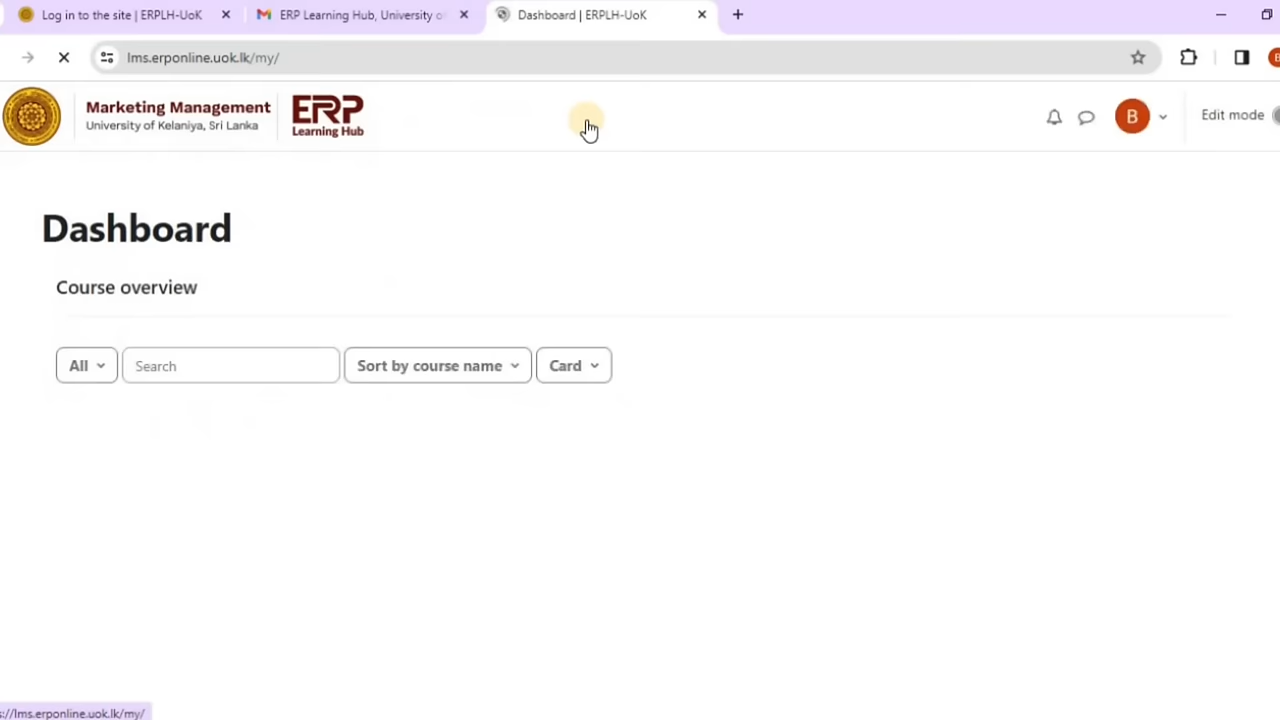 Log in to the site | ERPLH-UoK
ERP Learning Hub, University o
Dashboard | ERPLH-UoK
lms.erponline.uok.lk/my/
B
Marketing Management
University of Kelaniya, Sri Lanka
ERP
Learning Hub
B
Edit mode
Dashboard
Course overview
All
Search
Sort by course name
Card
s://lms.erponline.uok.lk/my/